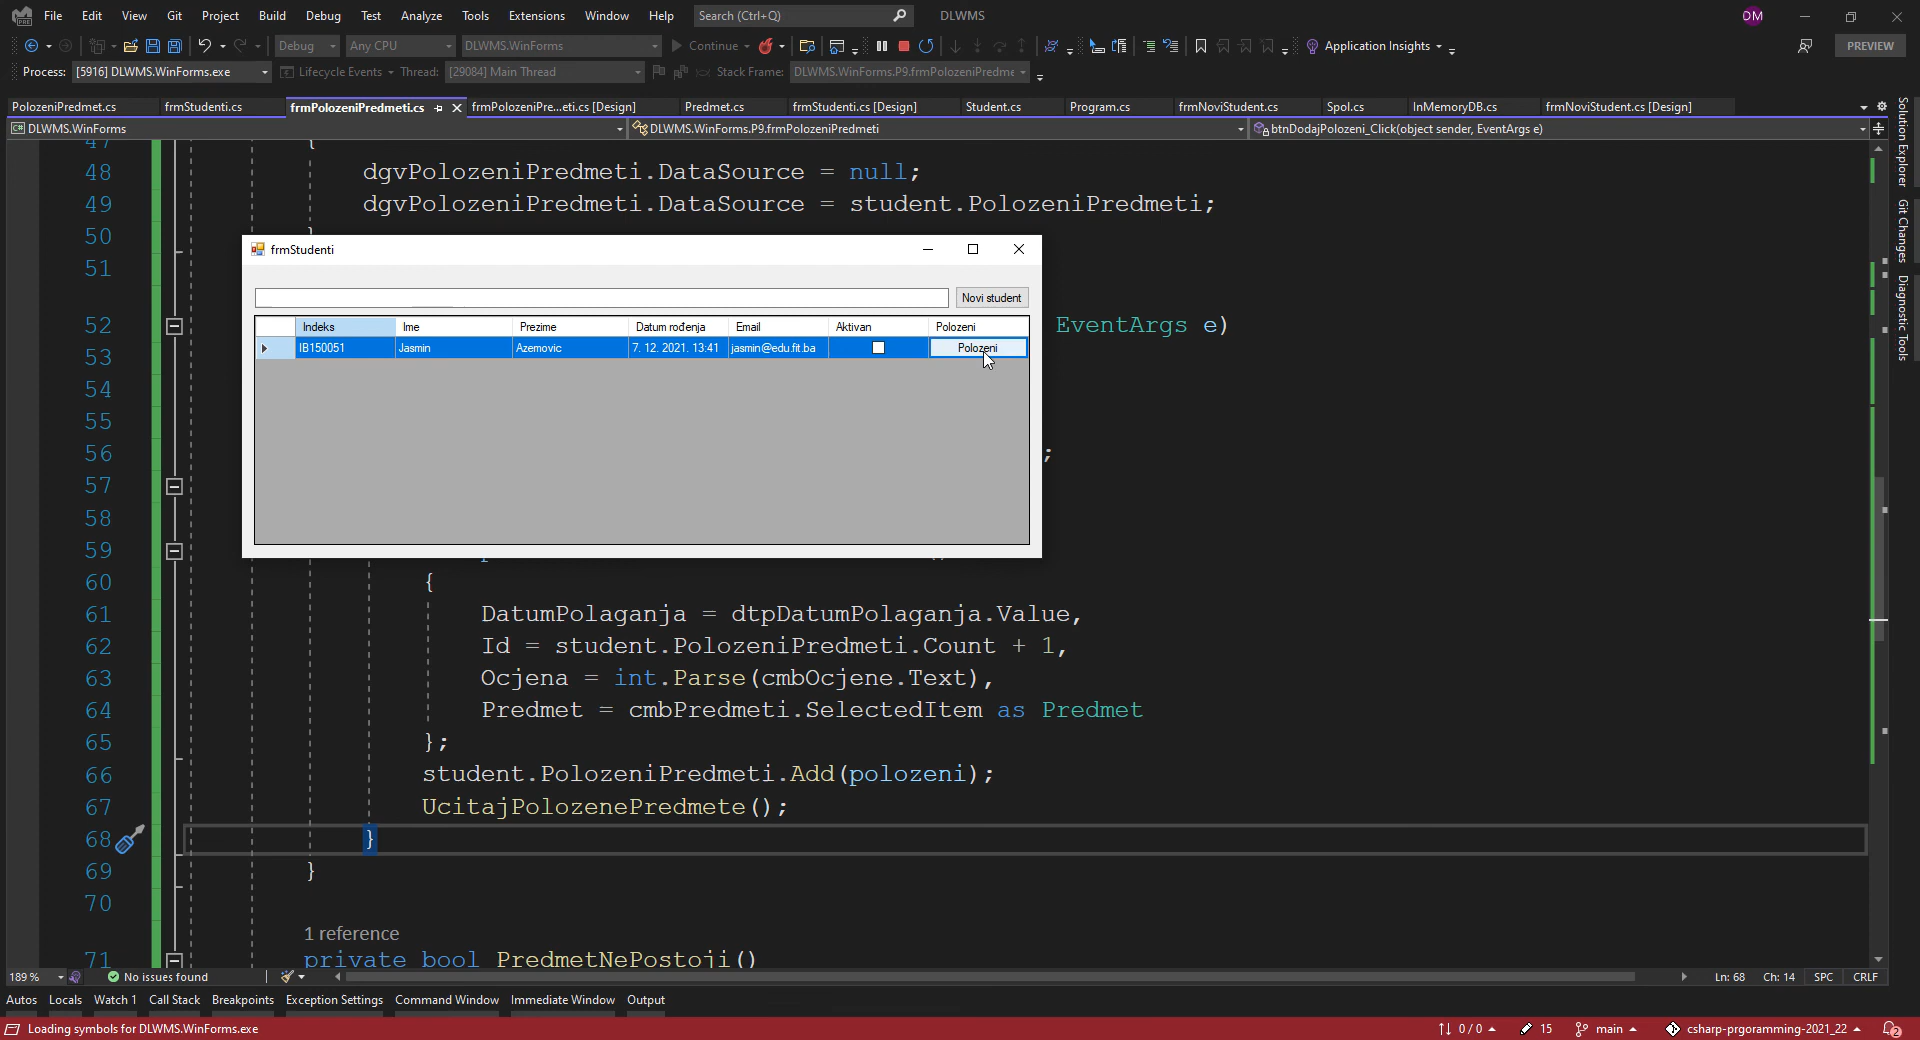 File Edit View Git Project Build Debug Test Analyze Tools Extensions Window Help Search (Ctrl+Q) DLWMS DM
Debug Any CPU DLWMS.WinForms Continue Application Insights PREVIEW
Process: [5916] DLWMS.WinForms.exe Lifecycle Events Thread: [29084] Main Thread Stack Frame: DLWMS.WinForms.P9.frmPolozeniPredme
PolozeniPredmet.cs frmStudenti.cs frmPolozeniPredmeti.cs frmPolozeniPre...eti.cs [Design] Predmet.cs frmStudenti.cs [Design] Student.cs Program.cs frmNoviStudent.cs Spol.cs InMemoryDB.cs frmNoviStudent.cs [Design]
DLWMS.WinForms DLWMS.WinForms.P9.frmPolozeniPredmeti btnDodajPolozeni_Click(object sender, EventArgs e)
Solution Explorer
Git Changes
Diagnostic Tools
47 {
48 dgvPolozeniPredmeti.DataSource = null;
49 dgvPolozeniPredmeti.DataSource = student.PolozeniPredmeti;
50
frmStudenti
51
Novi student
Indeks Ime Prezime Datum rođenja Email Aktivan Polozeni
IB150051 Jasmin Azemovic 7. 12. 2021. 13:41 jasmin@edu.fit.ba Polozeni
52 EventArgs e)
53
54
55
56 ;
57
58
59
60 {
61 DatumPolaganja = dtpDatumPolaganja.Value,
62 Id = student.PolozeniPredmeti.Count + 1,
63 Ocjena = int.Parse(cmbOcjene.Text),
64 Predmet = cmbPredmeti.SelectedItem as Predmet
65 };
66 student.PolozeniPredmeti.Add(polozeni);
67 UcitajPolozenePredmete();
68 }
69 }
70
1 reference
71 private bool PredmetNePostoji()
189 % No issues found Ln: 68 Ch: 14 SPC CRLF
Autos Locals Watch 1 Call Stack Breakpoints Exception Settings Command Window Immediate Window Output
Loading symbols for DLWMS.WinForms.exe 0 / 0 15 main csharp-prgoramming-2021_22 2